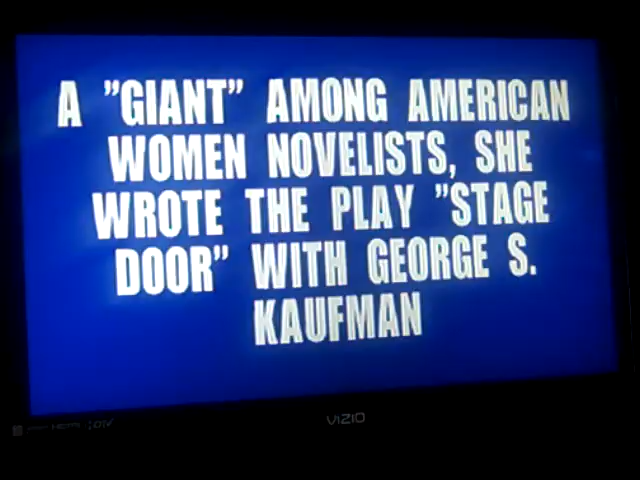 A "GIANT" AMONG AMERICAN
WOMEN NOVELISTS, SHE
WROTE THE PLAY "STAGE
DOOR" WITH GEORGE S.
KAUFMAN
VIZIO